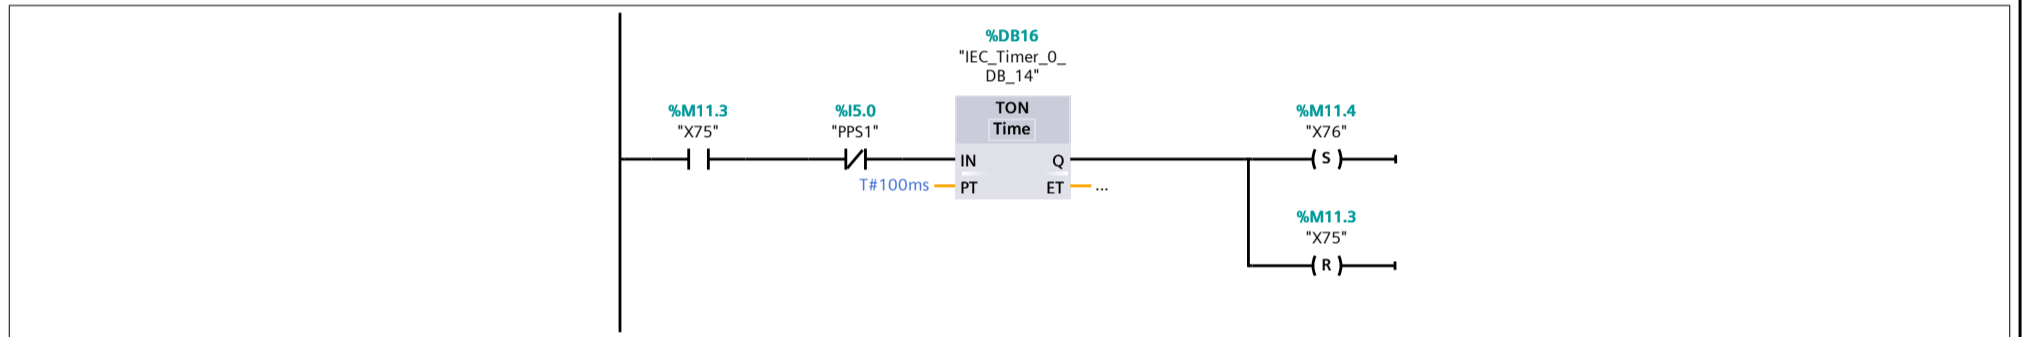 %DB16
"IEC_Timer_0_
DB_14"
%M11.3
"X75"
%I5.0
"PPS1"
TON
Time
%M11.4
"X76"
IN
Q
S
T#100ms
PT
ET
...
%M11.3
"X75"
R